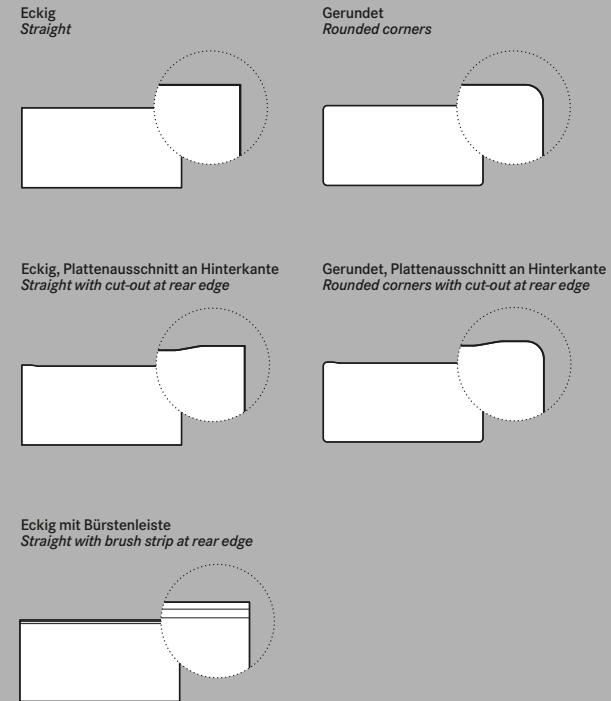 Eckig
Straight
Gerundet
Rounded corners
Eckig, Plattenausschnitt an Hinterkante
Straight with cut-out at rear edge
Gerundet, Plattenausschnitt an Hinterkante
Rounded corners with cut-out at rear edge
Eckig mit Bürstenleiste
Straight with brush strip at rear edge